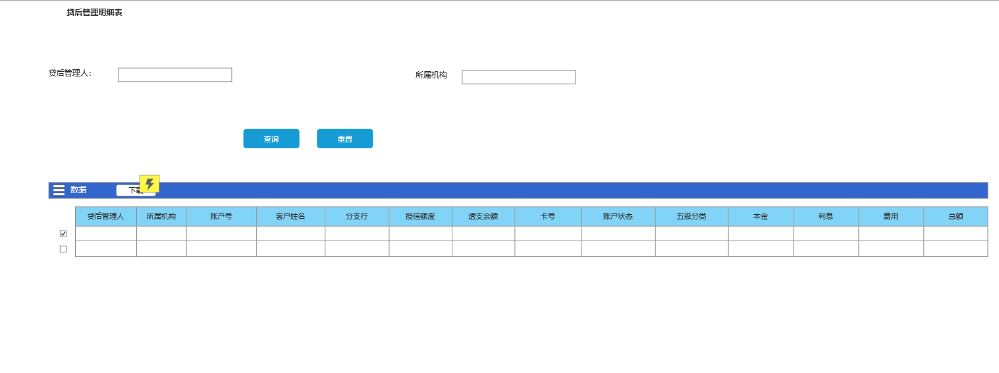 贷后管理明细表
贷后管理人:
所属机构
查询 重置
数据 下载
贷后管理人 所属机构 账户号 客户姓名 分支行 授信额度 透支余额 卡号 账户状态 五级分类 本金 利息 费用 总额